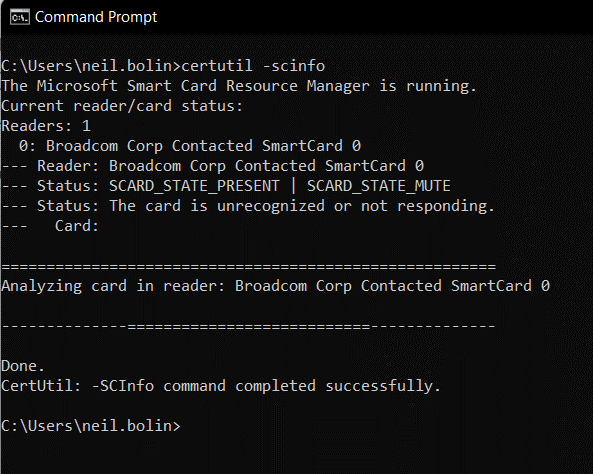 Command Prompt
C:\Users\neil.bolin>certutil -scinfo
The Microsoft Smart Card Resource Manager is running.
Current reader/card status:
Readers: 1
  0: Broadcom Corp Contacted SmartCard 0
--- Reader: Broadcom Corp Contacted SmartCard 0
--- Status: SCARD_STATE_PRESENT | SCARD_STATE_MUTE
--- Status: The card is unrecognized or not responding.
---   Card:
=======================================================
Analyzing card in reader: Broadcom Corp Contacted SmartCard 0
--------------===========================--------------
Done.
CertUtil: -SCInfo command completed successfully.
C:\Users\neil.bolin>